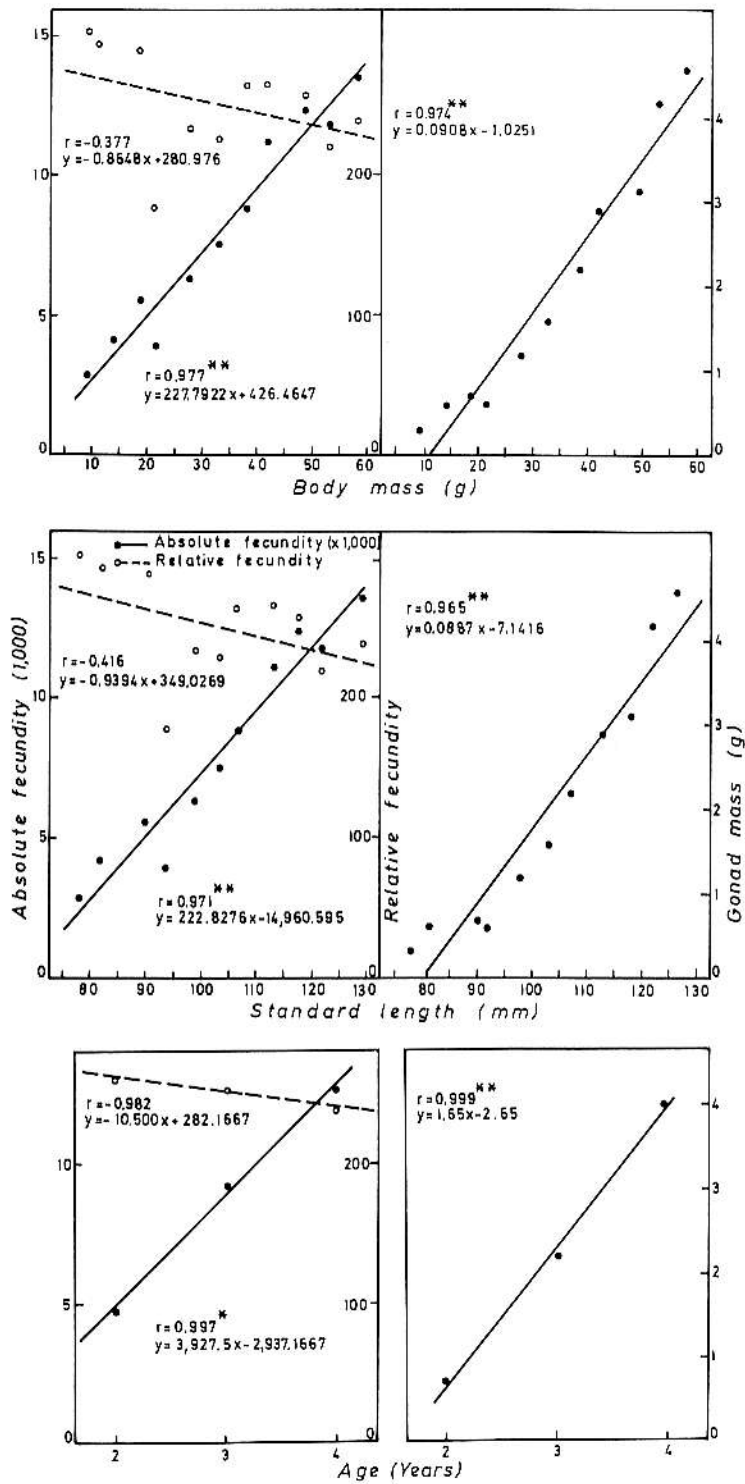 15
10
5
0
r=-0,377
y=-0,8648x+280,976
r=0,977**
y=227,7922x+426,4647
200
100
0
10 20 30 40 50 60
r=0,974**
y=0,0908x-1,0251
4
3
2
1
0
10 20 30 40 50 60
Body mass (g)
Absolute fecundity (x1,000)
Relative fecundity
15
10
5
0
r=-0,416
y=-0,9394x+349,0269
r=0,971**
y=222,8276x-14,960,595
200
100
0
80 90 100 110 120 130
r=0,965**
y=0,0887x-7,1416
4
3
2
1
0
80 90 100 110 120 130
Standard length (mm)
Absolute fecundity (1,000)
Relative fecundity
Gonad mass (g)
10
5
0
r=-0,982
y=-10,500x+282,1667
r=0,997*
y=3,927,5x-2,937,1667
200
100
0
2 3 4
r=0,999**
y=1,65x-2,65
4
3
2
1
0
2 3 4
Age (Years)